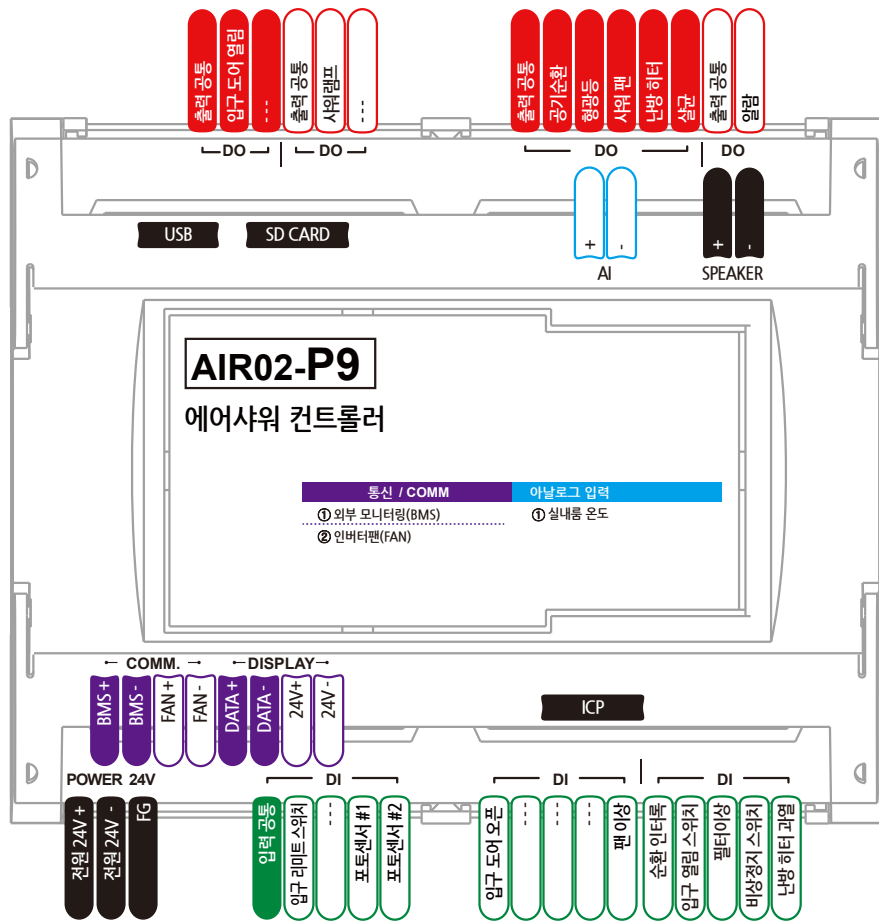 출력 공통
입구 도어 열림
---
출력 공통
샤워램프
---
출력 공통
공기순환
형광등
샤워 팬
난방 히터
살균
출력 공통
알람
DO
DO
DO
DO
USB
SD CARD
+
-
AI
+
-
SPEAKER
AIR02-P9
에어샤워 컨트롤러
통신 / COMM
아날로그 입력
① 외부 모니터링(BMS)
① 실내룸 온도
② 인버터팬(FAN)
COMM.
DISPLAY
BMS +
BMS -
FAN +
FAN -
DATA +
DATA -
24V+
24V -
ICP
POWER 24V
DI
DI
DI
전원 24V +
전원 24V -
FG
입력 공통
입구 리미트 스위치
---
포토센서 #1
포토센서 #2
입구 도어 오픈
---
---
---
팬 이상
순환 인터록
입구 열림 스위치
필터이상
비상정지 스위치
난방 히터 과열